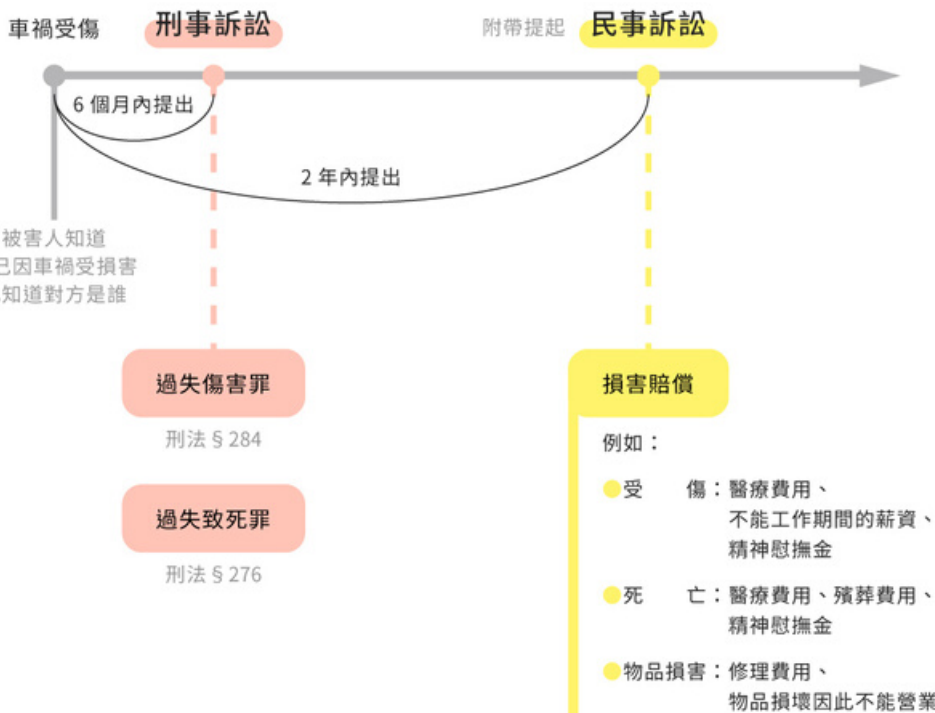 車禍受傷
刑事訴訟
附帶提起
民事訴訟
6 個月內提出
2 年內提出
被害人知道
己因車禍受損害
知道對方是誰
過失傷害罪
刑法 § 284
過失致死罪
刑法 § 276
損害賠償
例如：
受 傷：醫療費用、
不能工作期間的薪資、
精神慰撫金
死 亡：醫療費用、殯葬費用、
精神慰撫金
物品損害：修理費用、
物品損壞因此不能營業